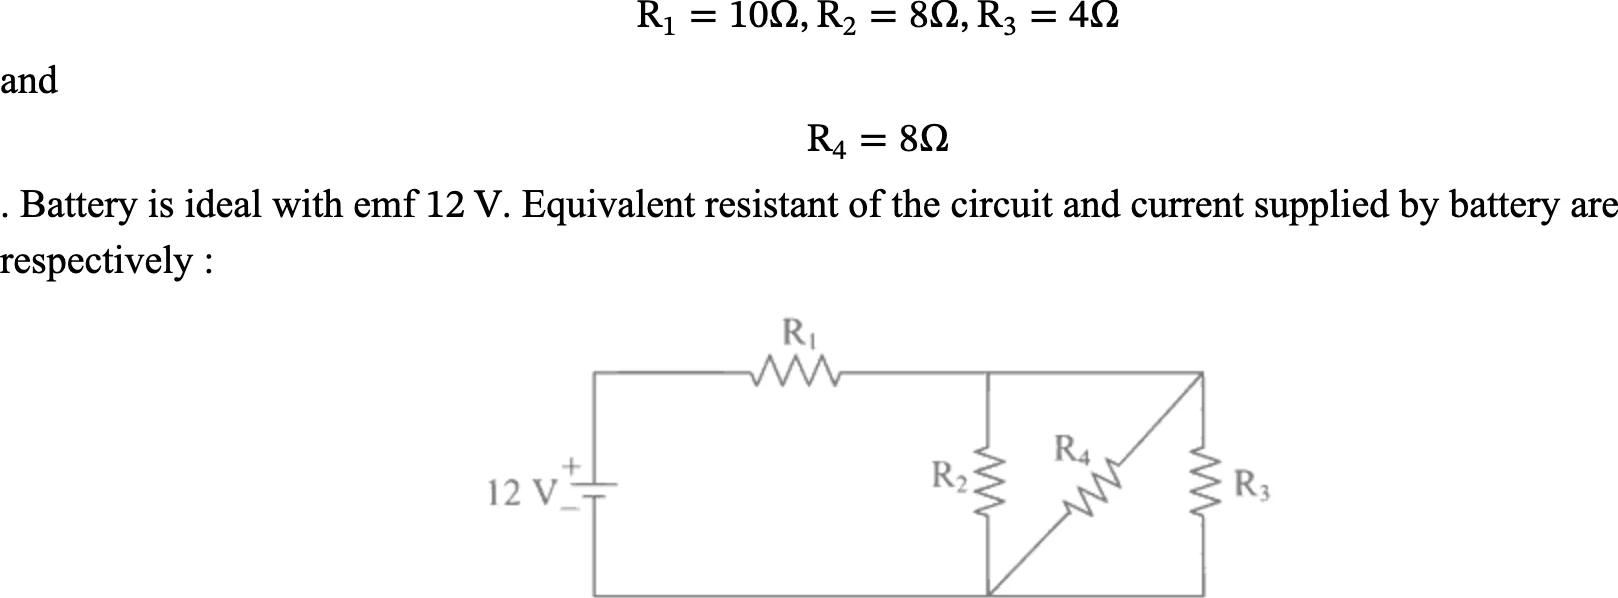 R₁ = 10Ω, R₂ = 8Ω, R₃ = 4Ω
and
R₄ = 8Ω
. Battery is ideal with emf 12 V. Equivalent resistant of the circuit and current supplied by battery are
respectively :
R₁
R₄
R₂
R₃
+
12 V
−